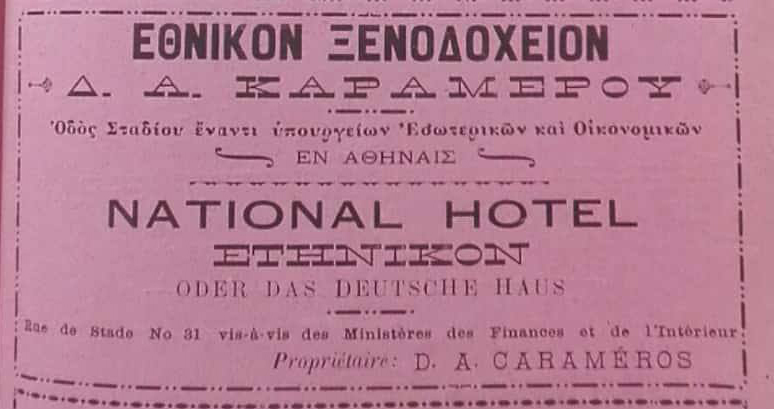 ΕΘΝΙΚΟΝ ΞΕΝΟΔΟΧΕΙΟΝ
Δ. Α. ΚΑΡΑΜΕΡΟΥ
Ὁδὸς Σταδίου ἔναντι ὑπουργείων Ἐσωτερικῶν καὶ Οἰκονομικῶν
ΕΝ ΑΘΗΝΑΙΣ
NATIONAL HOTEL
ETHNIKON
ODER DAS DEUTSCHE HAUS
Rue de Stade No 31 vis-à-vis des Ministères des Finances et de l'Intérieur
Propriétaire: D. A. CARAMÉROS